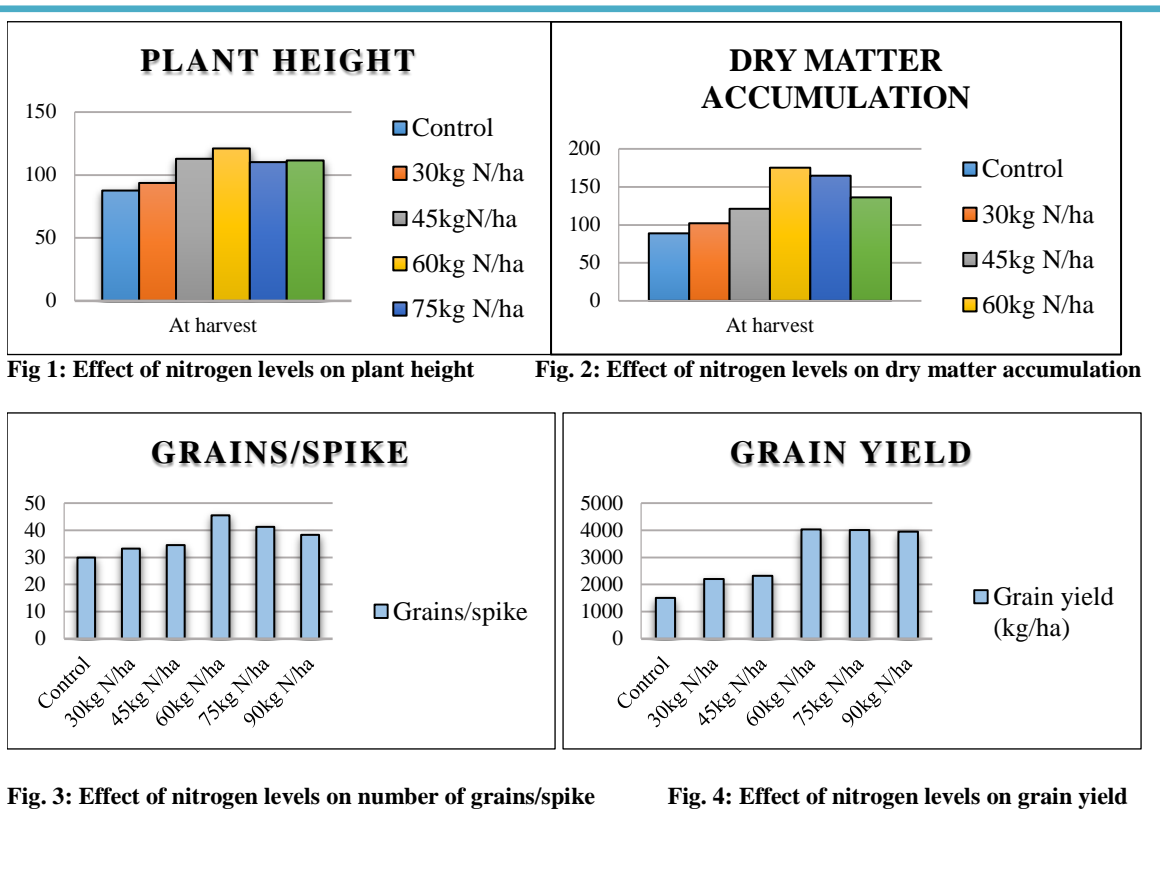 PLANT HEIGHT
150
100
50
0
At harvest
Control
30kg N/ha
45kgN/ha
60kg N/ha
75kg N/ha
DRY MATTER
ACCUMULATION
200
150
100
50
0
At harvest
Control
30kg N/ha
45kg N/ha
60kg N/ha
Fig 1: Effect of nitrogen levels on plant height
Fig. 2: Effect of nitrogen levels on dry matter accumulation
GRAINS/SPIKE
50
40
30
20
10
0
Control
30kg N/ha
45kg N/ha
60kg N/ha
75kg N/ha
90kg N/ha
Grains/spike
GRAIN YIELD
5000
4000
3000
2000
1000
0
Control
30kg N/ha
45kg N/ha
60kg N/ha
75kg N/ha
90kg N/ha
Grain yield
(kg/ha)
Fig. 3: Effect of nitrogen levels on number of grains/spike
Fig. 4: Effect of nitrogen levels on grain yield